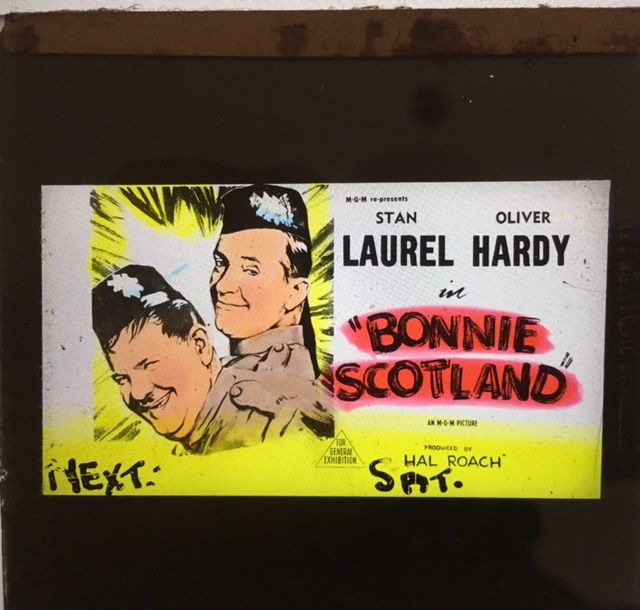 M-G-M re-presents
STAN OLIVER
LAUREL HARDY
in
"BONNIE
SCOTLAND"
AN M-G-M PICTURE
PRODUCED BY
HAL ROACH
FOR
GENERAL
EXHIBITION
NEXT: SAT.